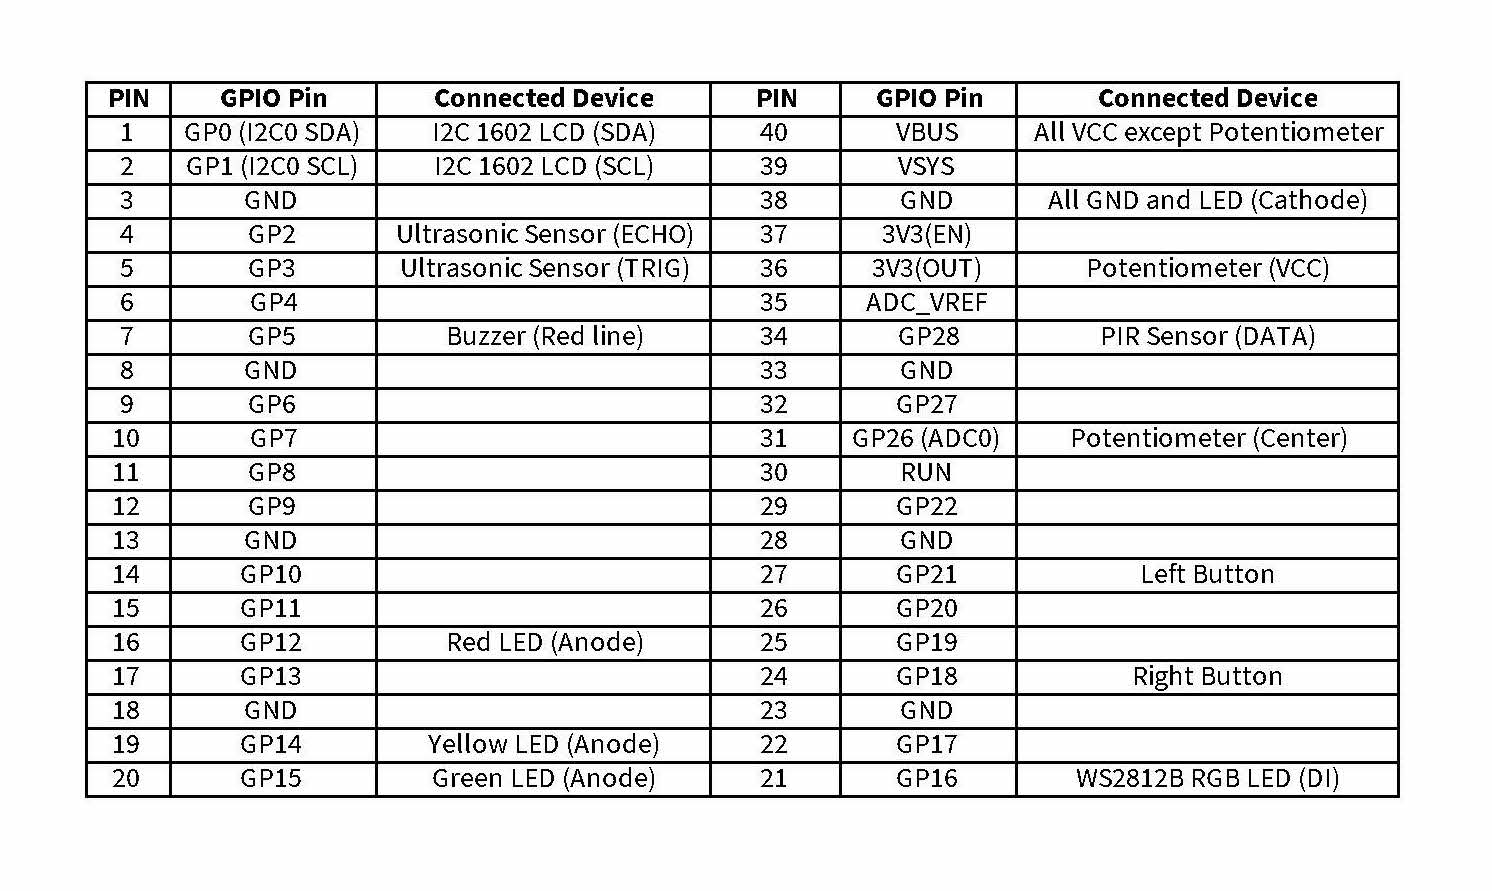 PIN GPIO Pin Connected Device PIN GPIO Pin Connected Device
1 GP0 (I2C0 SDA) I2C 1602 LCD (SDA) 40 VBUS All VCC except Potentiometer
2 GP1 (I2C0 SCL) I2C 1602 LCD (SCL) 39 VSYS
3 GND 38 GND All GND and LED (Cathode)
4 GP2 Ultrasonic Sensor (ECHO) 37 3V3(EN)
5 GP3 Ultrasonic Sensor (TRIG) 36 3V3(OUT) Potentiometer (VCC)
6 GP4 35 ADC_VREF
7 GP5 Buzzer (Red line) 34 GP28 PIR Sensor (DATA)
8 GND 33 GND
9 GP6 32 GP27
10 GP7 31 GP26 (ADC0) Potentiometer (Center)
11 GP8 30 RUN
12 GP9 29 GP22
13 GND 28 GND
14 GP10 27 GP21 Left Button
15 GP11 26 GP20
16 GP12 Red LED (Anode) 25 GP19
17 GP13 24 GP18 Right Button
18 GND 23 GND
19 GP14 Yellow LED (Anode) 22 GP17
20 GP15 Green LED (Anode) 21 GP16 WS2812B RGB LED (DI)